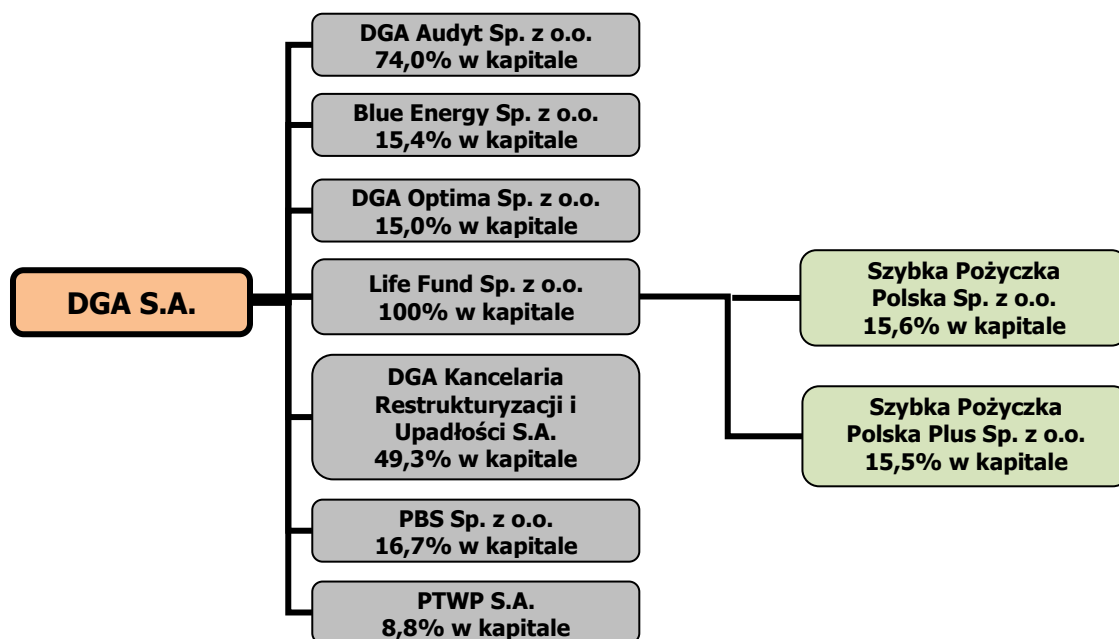 DGA S.A.
DGA Audyt Sp. z o.o.
74,0% w kapitale
Blue Energy Sp. z o.o.
15,4% w kapitale
DGA Optima Sp. z o.o.
15,0% w kapitale
Life Fund Sp. z o.o.
100% w kapitale
DGA Kancelaria
Restrukturyzacji i
Upadłości S.A.
49,3% w kapitale
PBS Sp. z o.o.
16,7% w kapitale
PTWP S.A.
8,8% w kapitale
Szybka Pożyczka
Polska Sp. z o.o.
15,6% w kapitale
Szybka Pożyczka
Polska Plus Sp. z o.o.
15,5% w kapitale